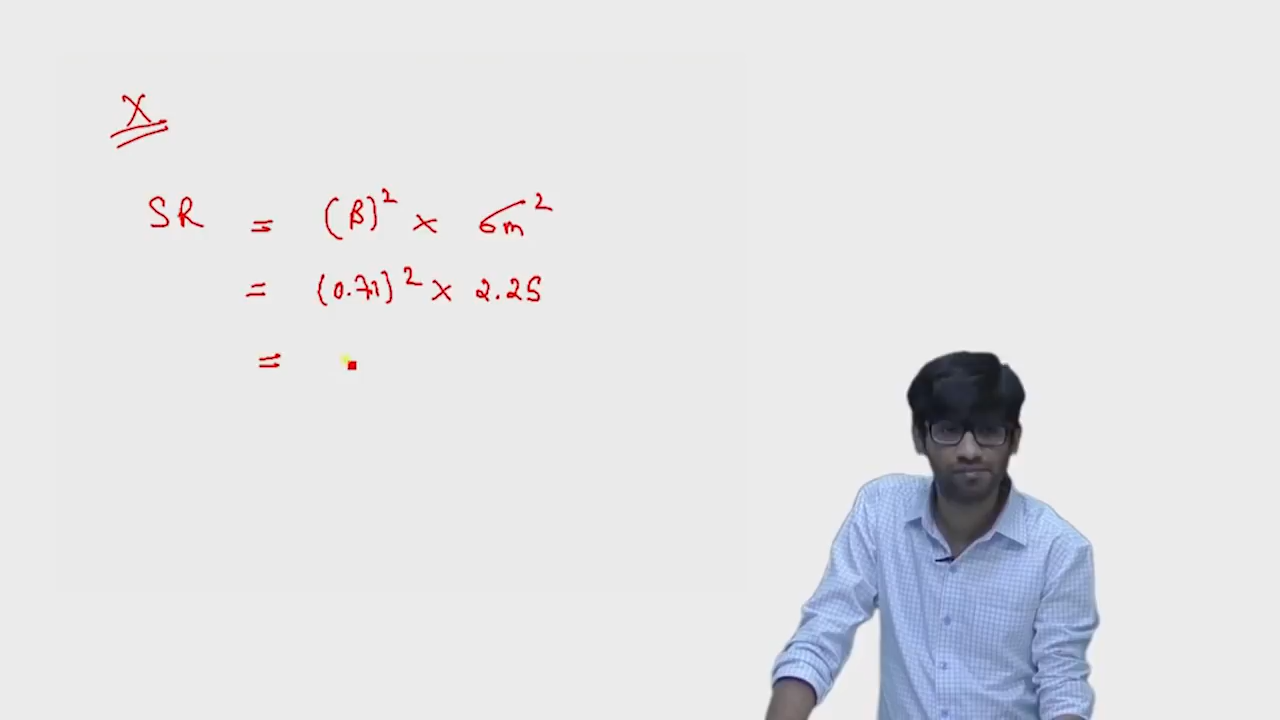 X
SR = (β)² × σm²
= (0.71)² × 2.25
=